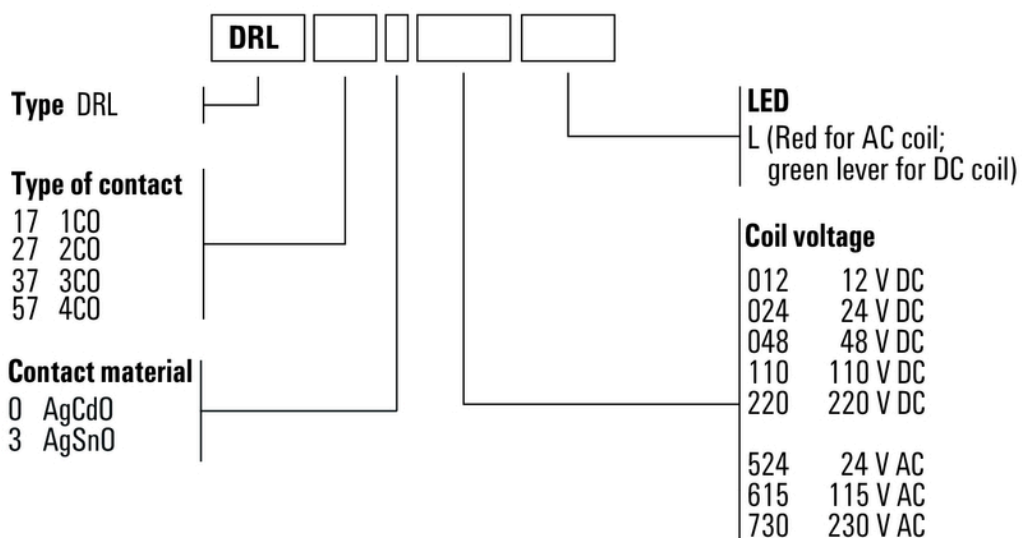 DRL
Type DRL
Type of contact
17 1CO
27 2CO
37 3CO
57 4CO
Contact material
0 AgCdO
3 AgSnO
LED
L (Red for AC coil;
green lever for DC coil)
Coil voltage
012 12 V DC
024 24 V DC
048 48 V DC
110 110 V DC
220 220 V DC
524 24 V AC
615 115 V AC
730 230 V AC